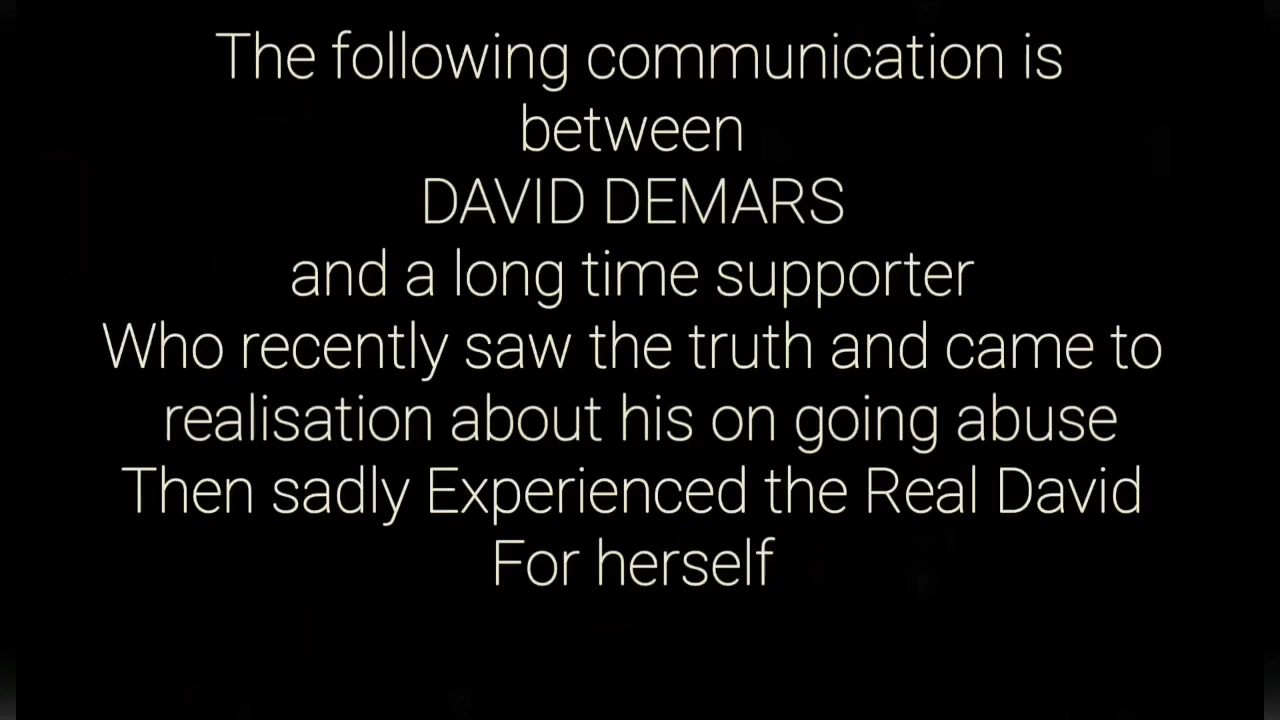 The following communication is
between
DAVID DEMARS
and a long time supporter
Who recently saw the truth and came to
realisation about his on going abuse
Then sadly Experienced the Real David
For herself